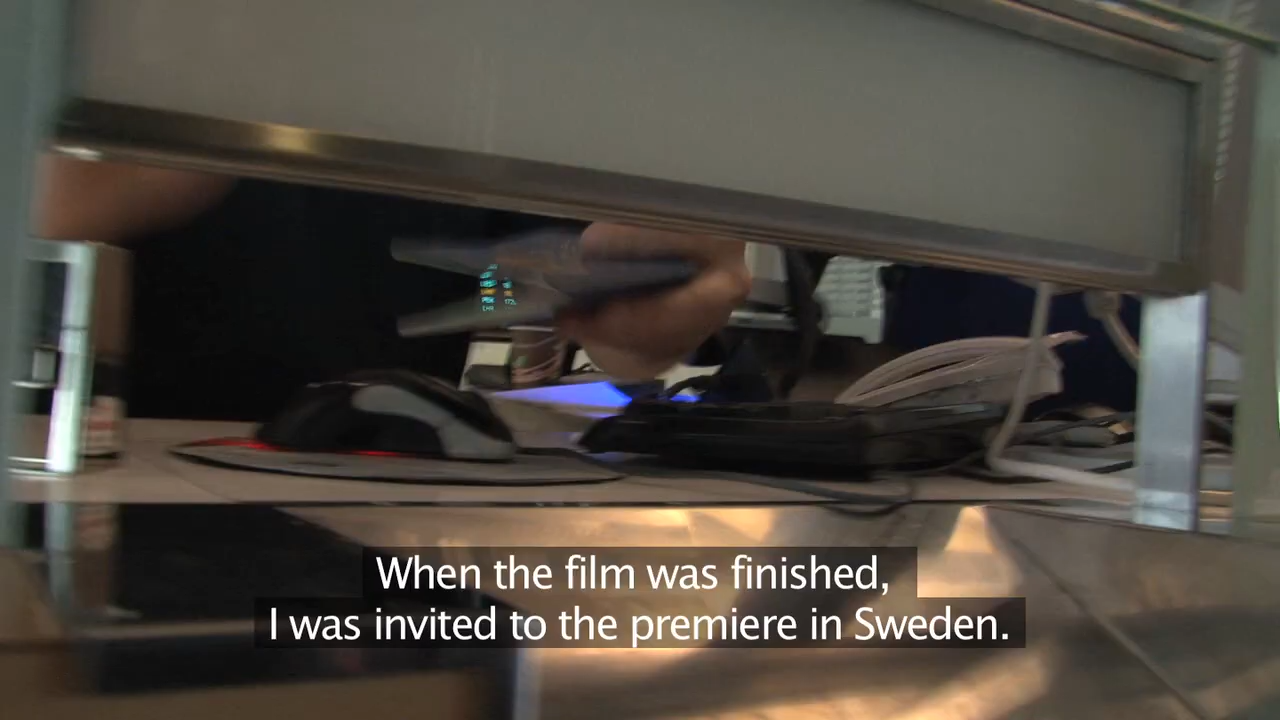 When the film was finished,
I was invited to the premiere in Sweden.